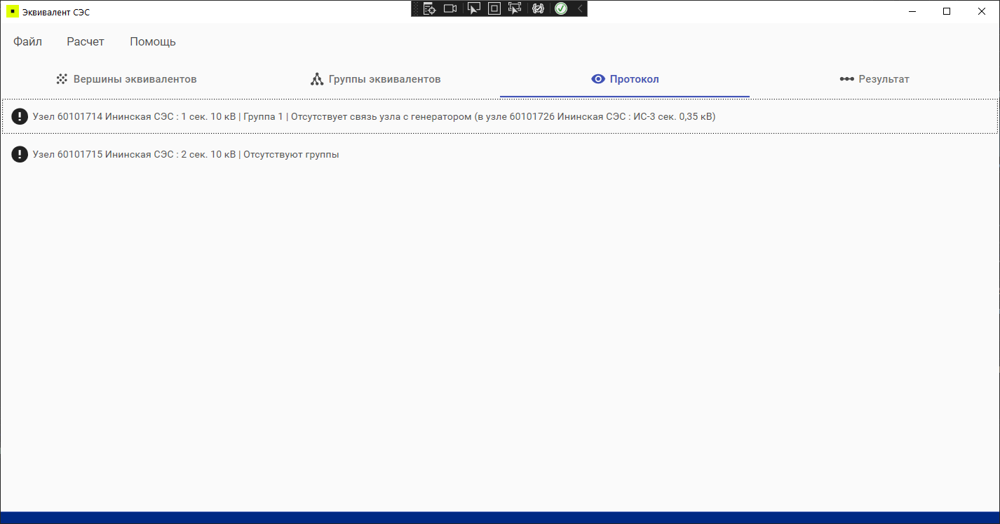 Эквивалент СЭС
Файл Расчет Помощь
Вершины эквивалентов Группы эквивалентов Протокол Результат
Узел 60101714 Ининская СЭС : 1 сек. 10 кВ | Группа 1 | Отсутствует связь узла с генератором (в узле 60101726 Ининская СЭС : ИС-3 сек. 0,35 кВ)
Узел 60101715 Ининская СЭС : 2 сек. 10 кВ | Отсутствуют группы